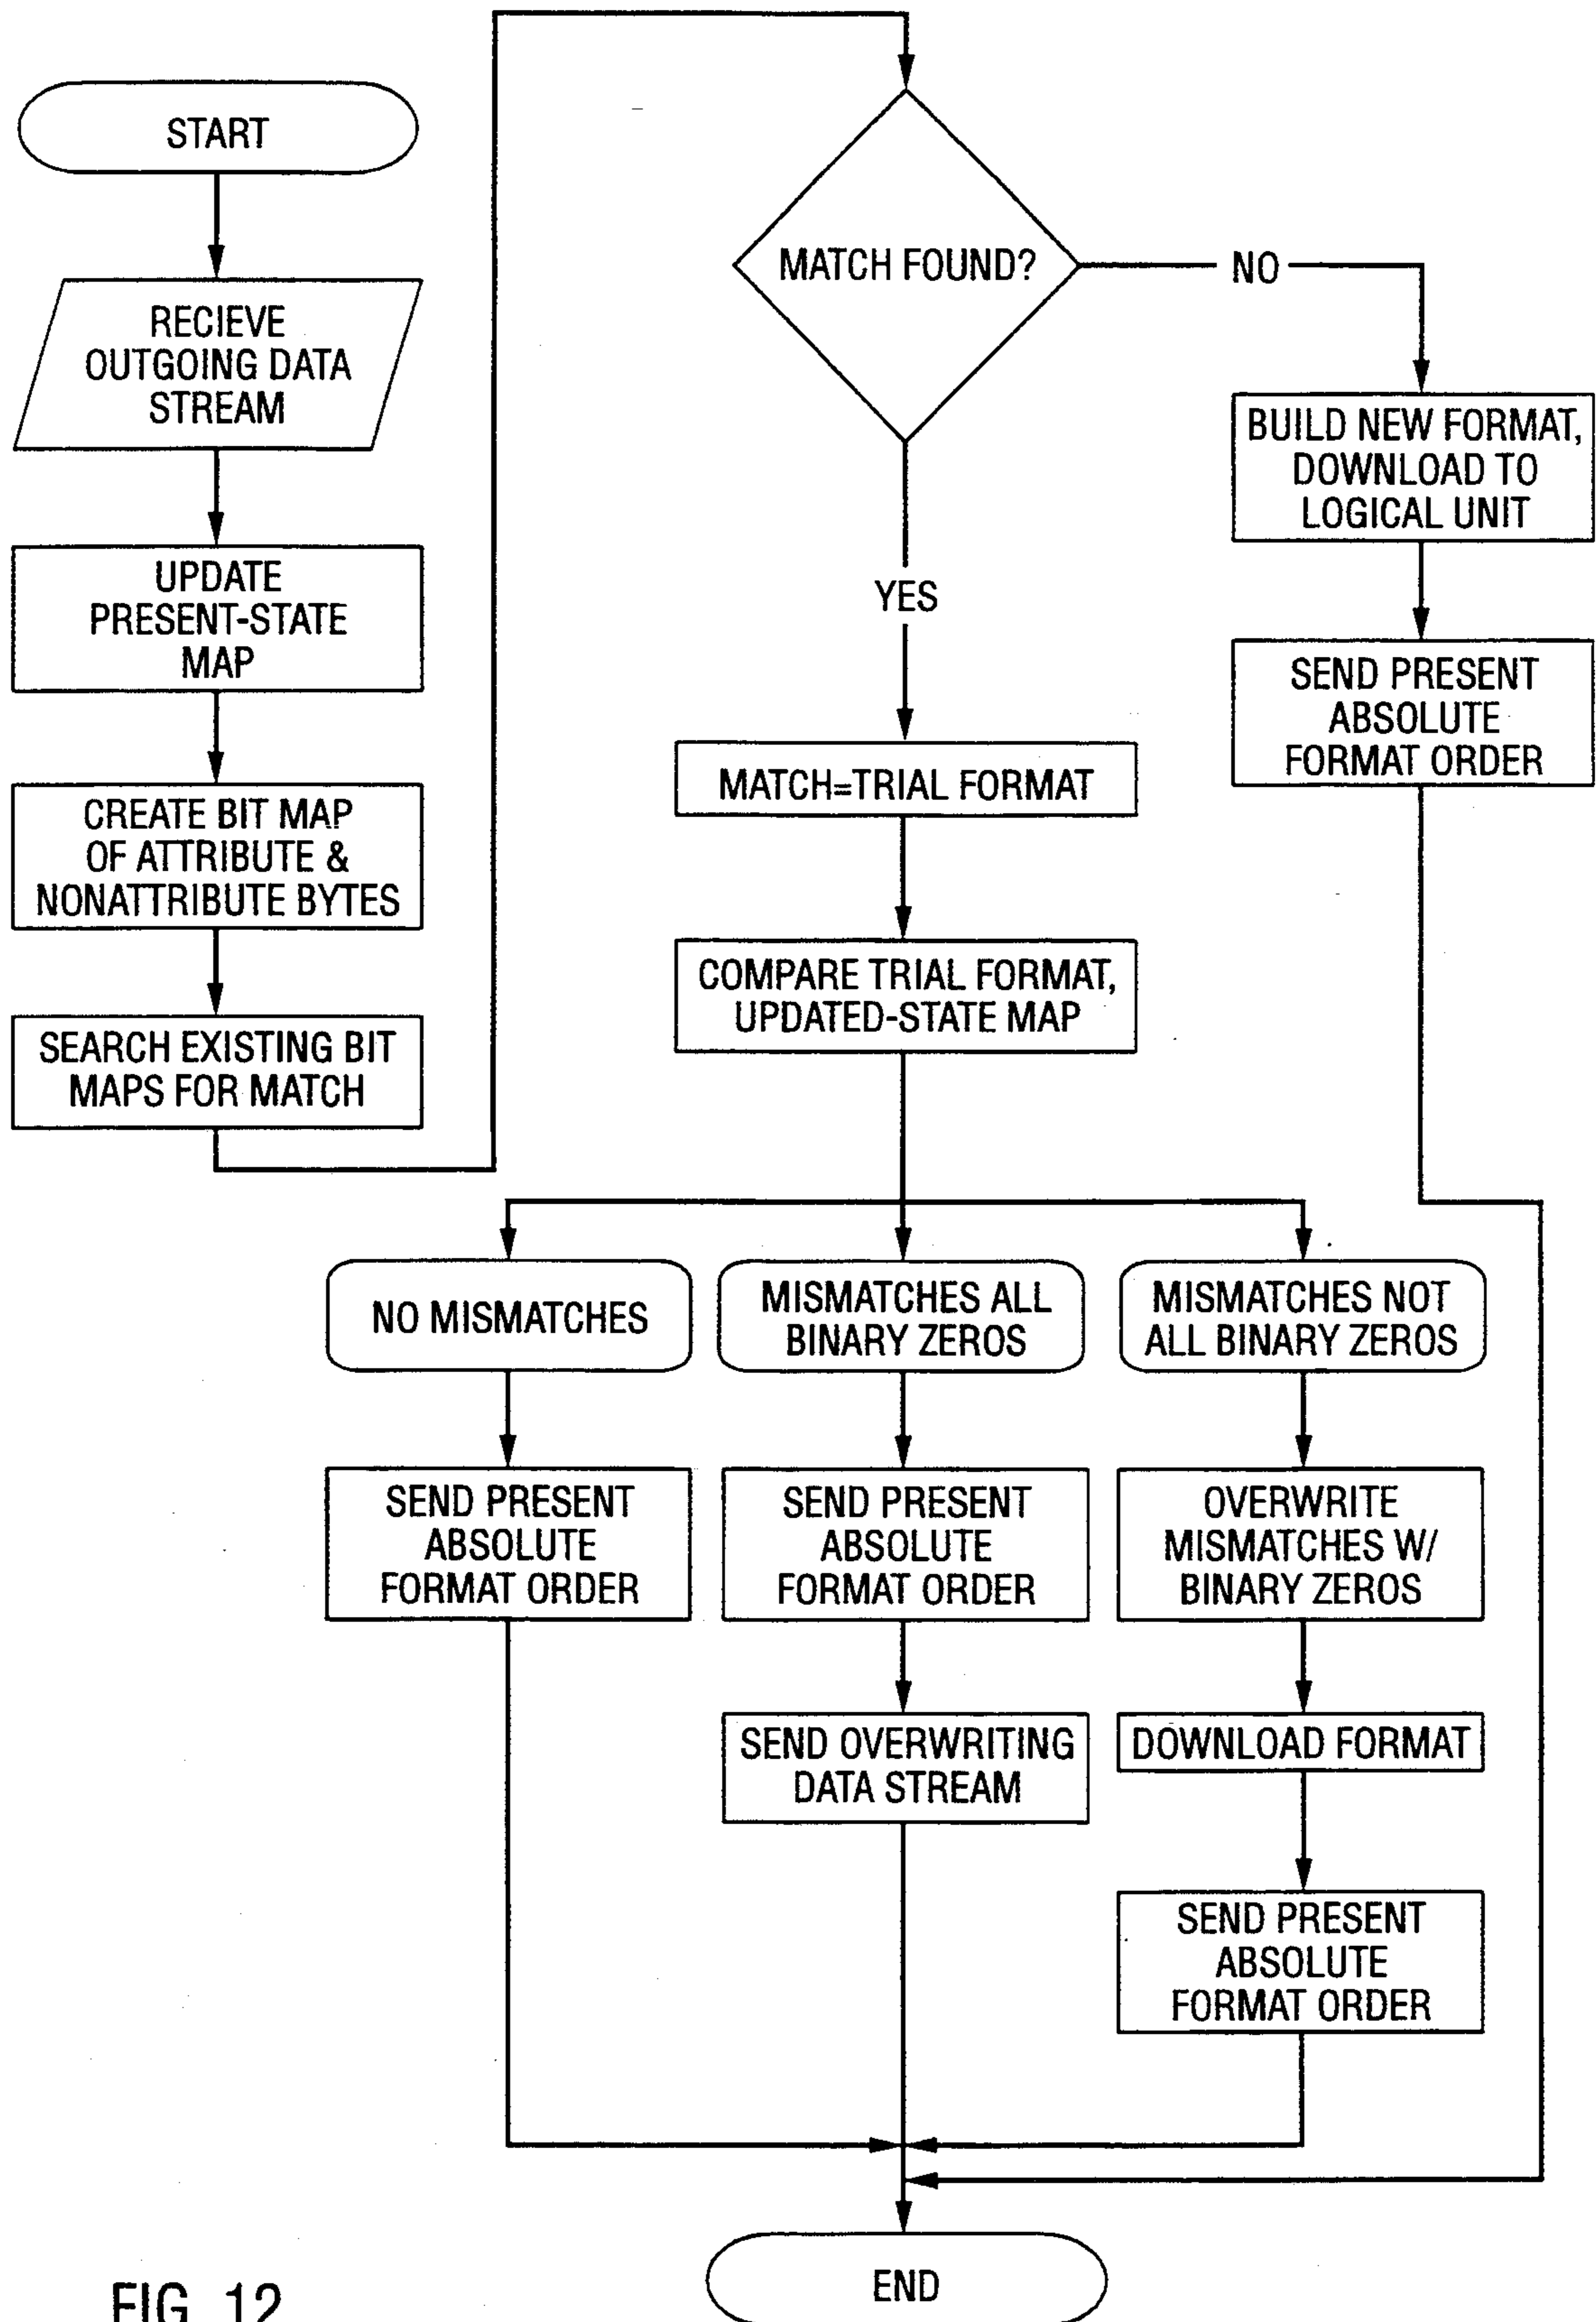 START
RECIEVE
OUTGOING DATA
STREAM
UPDATE
PRESENT-STATE
MAP
CREATE BIT MAP
OF ATTRIBUTE &
NONATTRIBUTE BYTES
SEARCH EXISTING BIT
MAPS FOR MATCH
MATCH FOUND?
NO
BUILD NEW FORMAT,
DOWNLOAD TO
LOGICAL UNIT
SEND PRESENT
ABSOLUTE
FORMAT ORDER
YES
MATCH=TRIAL FORMAT
COMPARE TRIAL FORMAT,
UPDATED-STATE MAP
NO MISMATCHES
SEND PRESENT
ABSOLUTE
FORMAT ORDER
MISMATCHES ALL
BINARY ZEROS
SEND PRESENT
ABSOLUTE
FORMAT ORDER
SEND OVERWRITING
DATA STREAM
MISMATCHES NOT
ALL BINARY ZEROS
OVERWRITE
MISMATCHES W/
BINARY ZEROS
DOWNLOAD FORMAT
SEND PRESENT
ABSOLUTE
FORMAT ORDER
END
FIG. 12